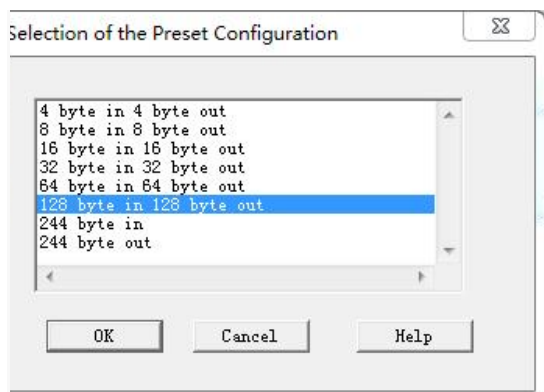 Selection of the Preset Configuration
4 byte in 4 byte out
8 byte in 8 byte out
16 byte in 16 byte out
32 byte in 32 byte out
64 byte in 64 byte out
128 byte in 128 byte out
244 byte in
244 byte out
OK Cancel Help